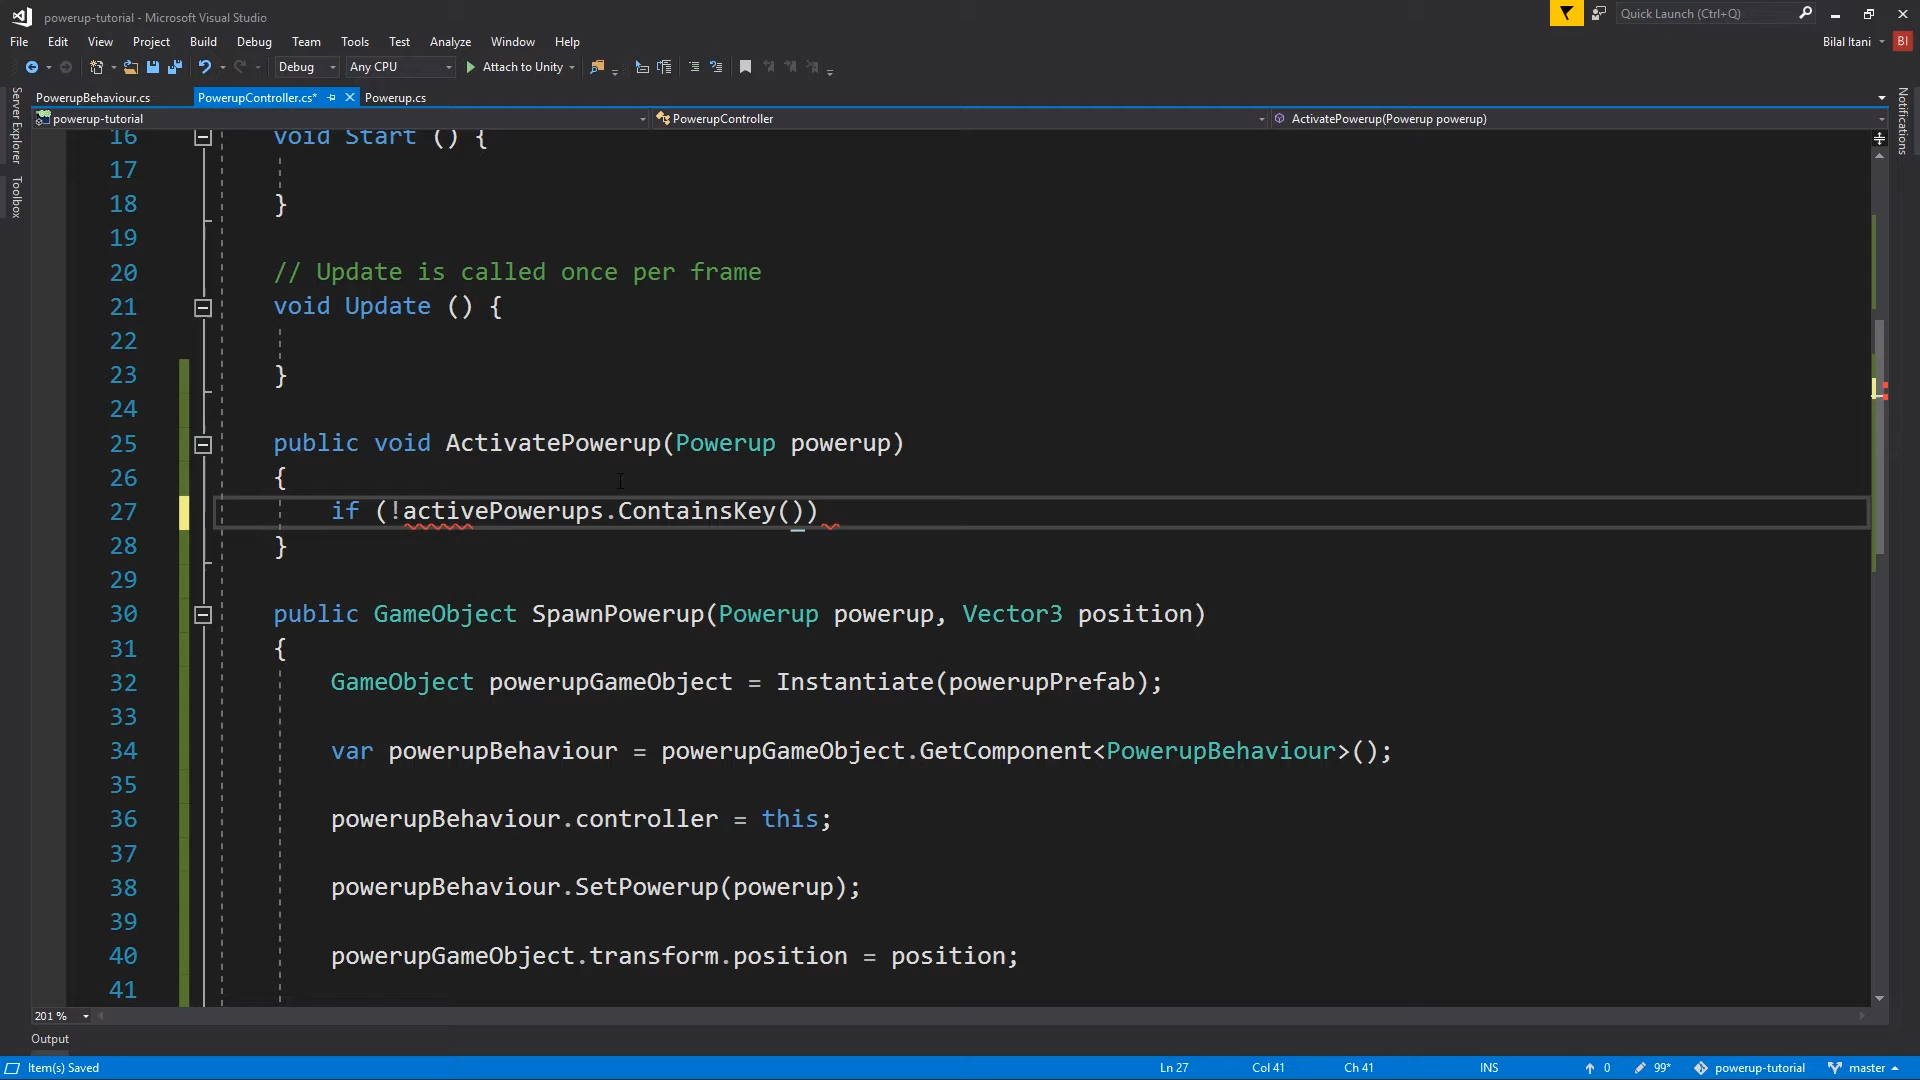 powerup-tutorial - Microsoft Visual Studio
Quick Launch (Ctrl+Q)
File Edit View Project Build Debug Team Tools Test Analyze Window Help
Bilal Itani BI
Debug Any CPU Attach to Unity
PowerupBehaviour.cs PowerupController.cs* Powerup.cs
powerup-tutorial PowerupController ActivatePowerup(Powerup powerup)
Server Explorer
Toolbox
Notifications
16 void Start () {
17
18 }
19
20 // Update is called once per frame
21 void Update () {
22
23 }
24
25 public void ActivatePowerup(Powerup powerup)
26 {
27 if (!activePowerups.ContainsKey())
28 }
29
30 public GameObject SpawnPowerup(Powerup powerup, Vector3 position)
31 {
32 GameObject powerupGameObject = Instantiate(powerupPrefab);
33
34 var powerupBehaviour = powerupGameObject.GetComponent<PowerupBehaviour>();
35
36 powerupBehaviour.controller = this;
37
38 powerupBehaviour.SetPowerup(powerup);
39
40 powerupGameObject.transform.position = position;
41
201 %
Output
Item(s) Saved Ln 27 Col 41 Ch 41 INS 0 99* powerup-tutorial master